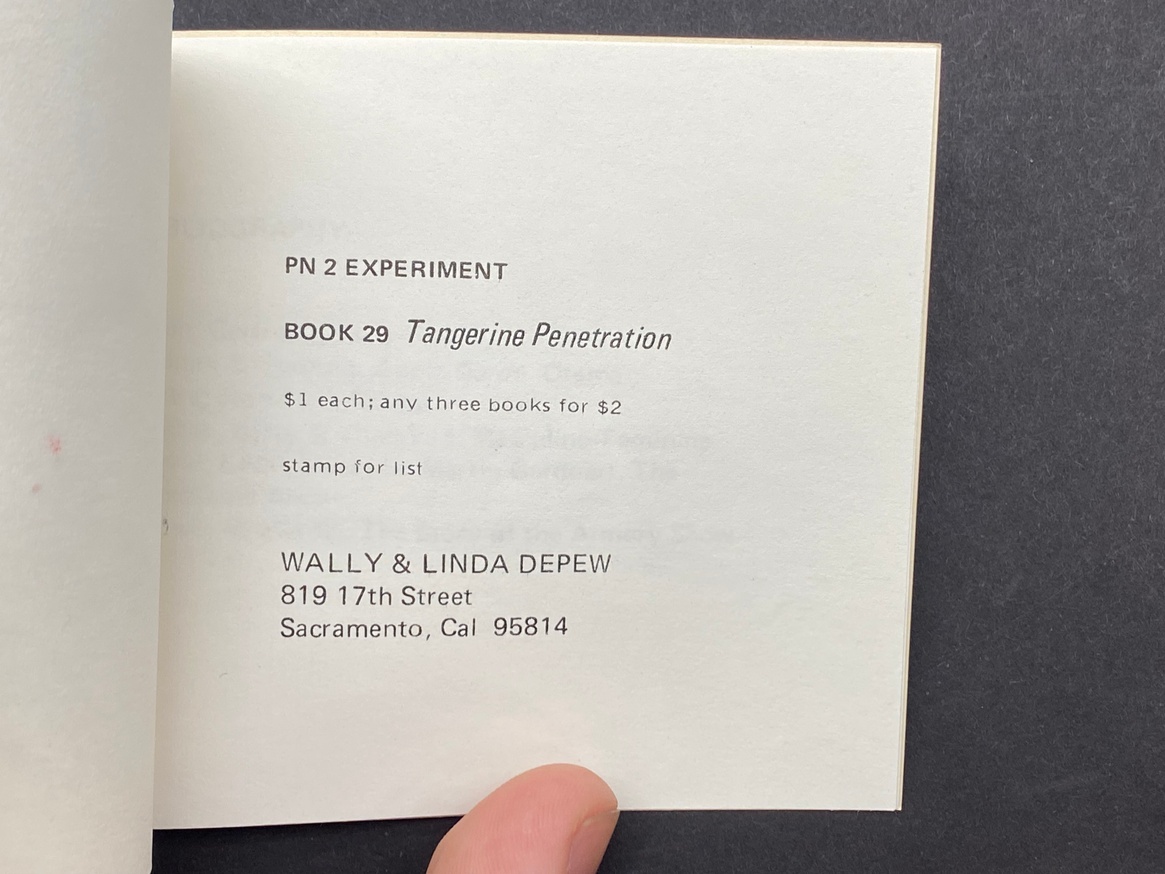 PN 2 EXPERIMENT
BOOK 29 Tangerine Penetration
$1 each; any three books for $2
stamp for list
WALLY & LINDA DEPEW
819 17th Street
Sacramento, Cal 95814